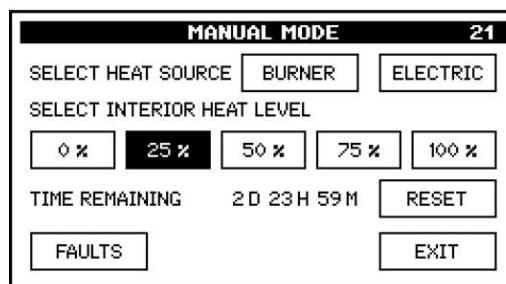 MANUAL MODE 21
SELECT HEAT SOURCE BURNER ELECTRIC
SELECT INTERIOR HEAT LEVEL
0 % 25 % 50 % 75 % 100 %
TIME REMAINING 2 D 23 H 59 M RESET
FAULTS EXIT